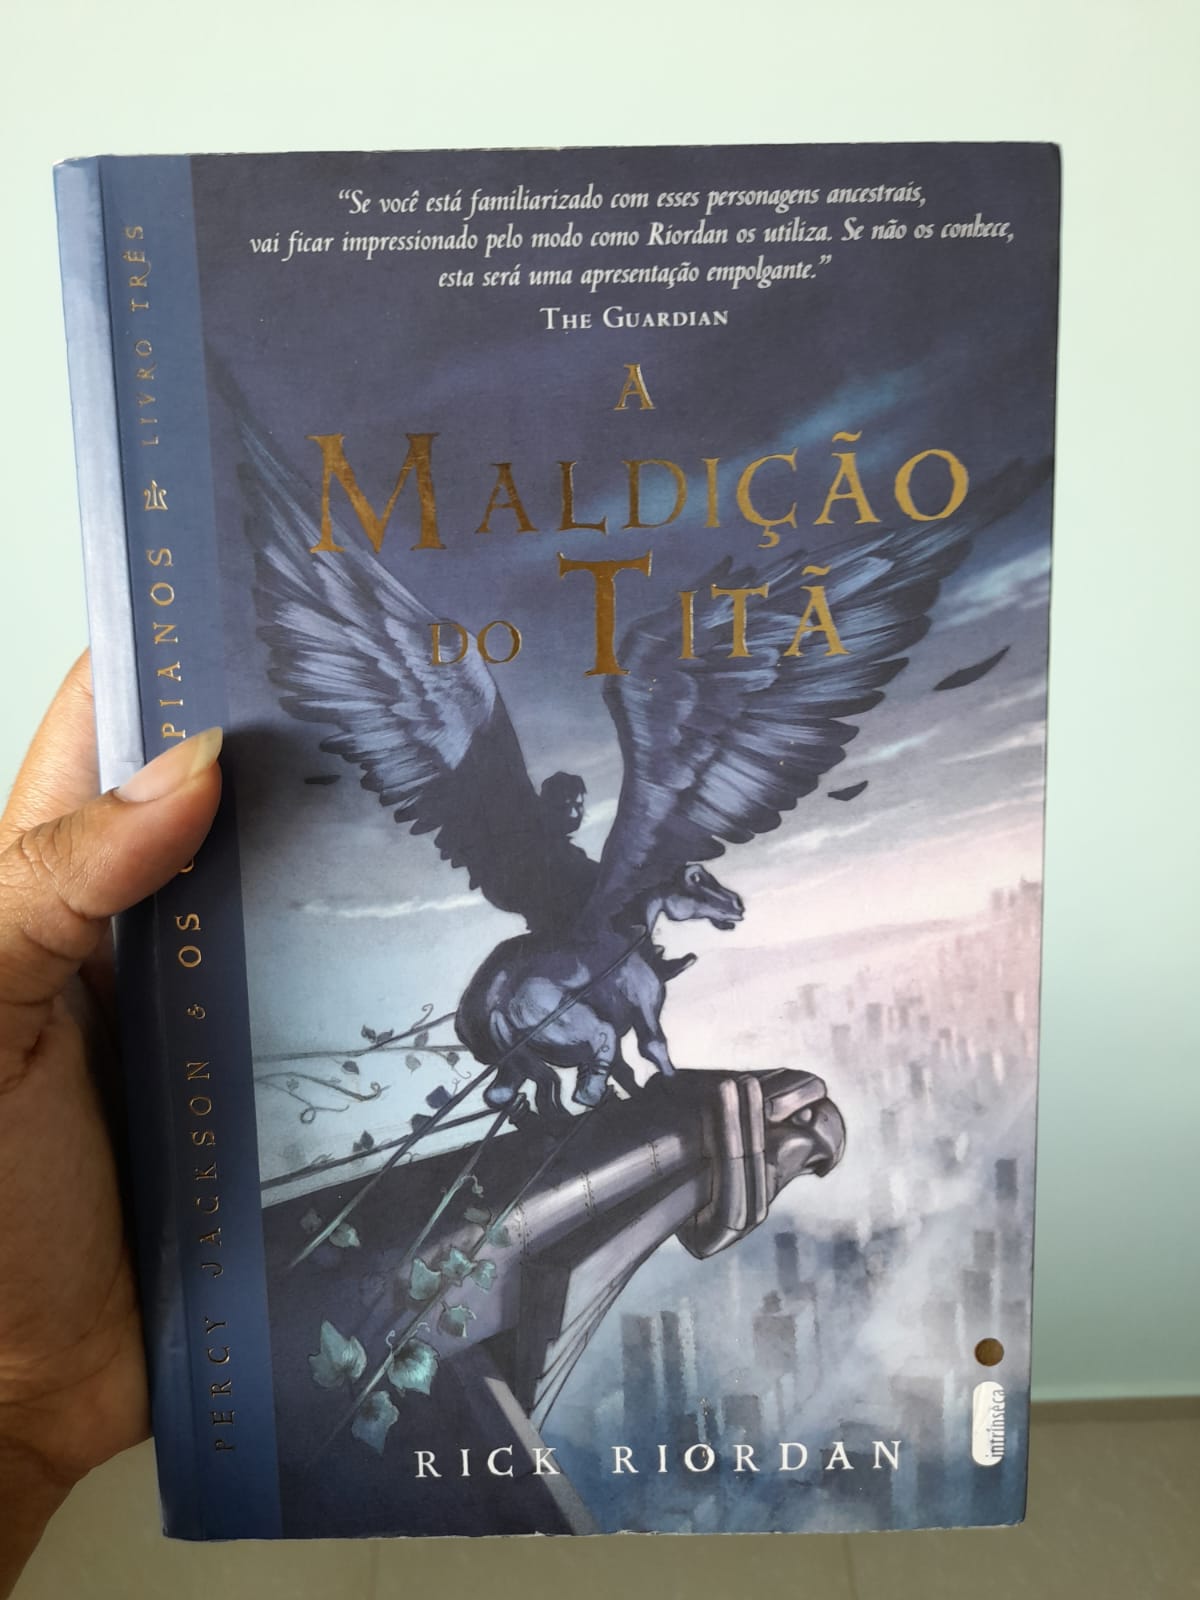 “Se você está familiarizado com esses personagens ancestrais,
vai ficar impressionado pelo modo como Riordan os utiliza. Se não os conhece,
esta será uma apresentação empolgante.”
THE GUARDIAN
A
MALDIÇÃO
DO TITÃ
RICK RIORDAN
intrínseca
PERCY JACKSON & OS PIANOS LIVRO TRÊS